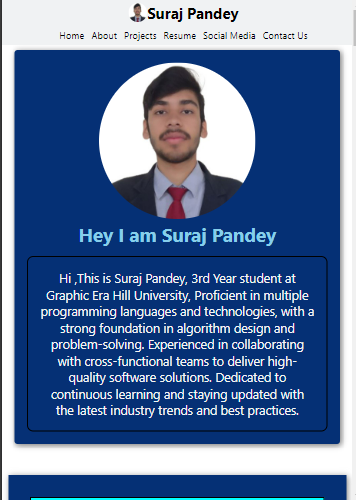 Suraj Pandey
Home About Projects Resume Social Media Contact Us
Hey I am Suraj Pandey
Hi ,This is Suraj Pandey, 3rd Year student at
Graphic Era Hill University, Proficient in multiple
programming languages and technologies, with a
strong foundation in algorithm design and
problem-solving. Experienced in collaborating
with cross-functional teams to deliver high-
quality software solutions. Dedicated to
continuous learning and staying updated with
the latest industry trends and best practices.